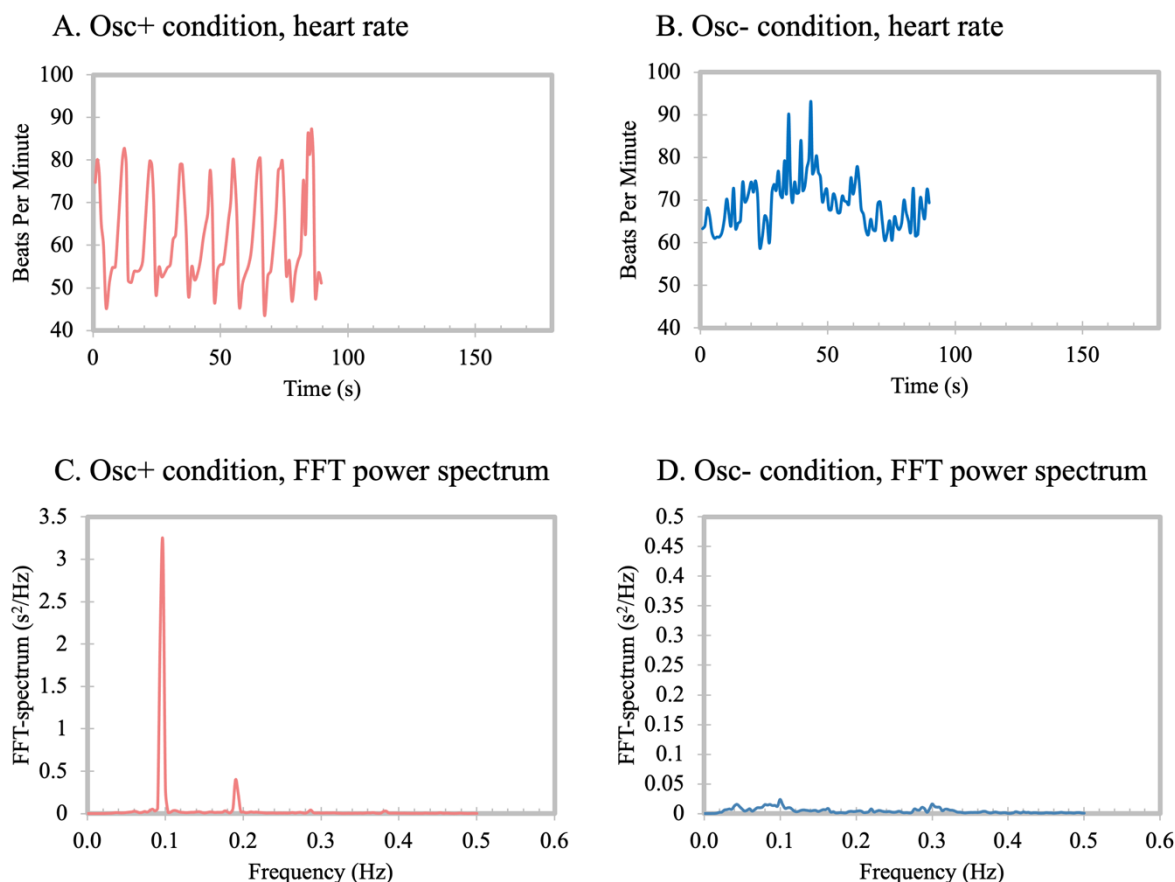 A. Osc+ condition, heart rate
100
90
80
70
60
50
40
Beats Per Minute
0 50 100 150
Time (s)
B. Osc- condition, heart rate
100
90
80
70
60
50
40
Beats Per Minute
0 50 100 150
Time (s)
C. Osc+ condition, FFT power spectrum
3.5
3
2.5
2
1.5
1
0.5
0
FFT-spectrum (s²/Hz)
0.0 0.1 0.2 0.3 0.4 0.5 0.6
Frequency (Hz)
D. Osc- condition, FFT power spectrum
0.5
0.45
0.4
0.35
0.3
0.25
0.2
0.15
0.1
0.05
0
FFT-spectrum (s²/Hz)
0.0 0.1 0.2 0.3 0.4 0.5 0.6
Frequency (Hz)